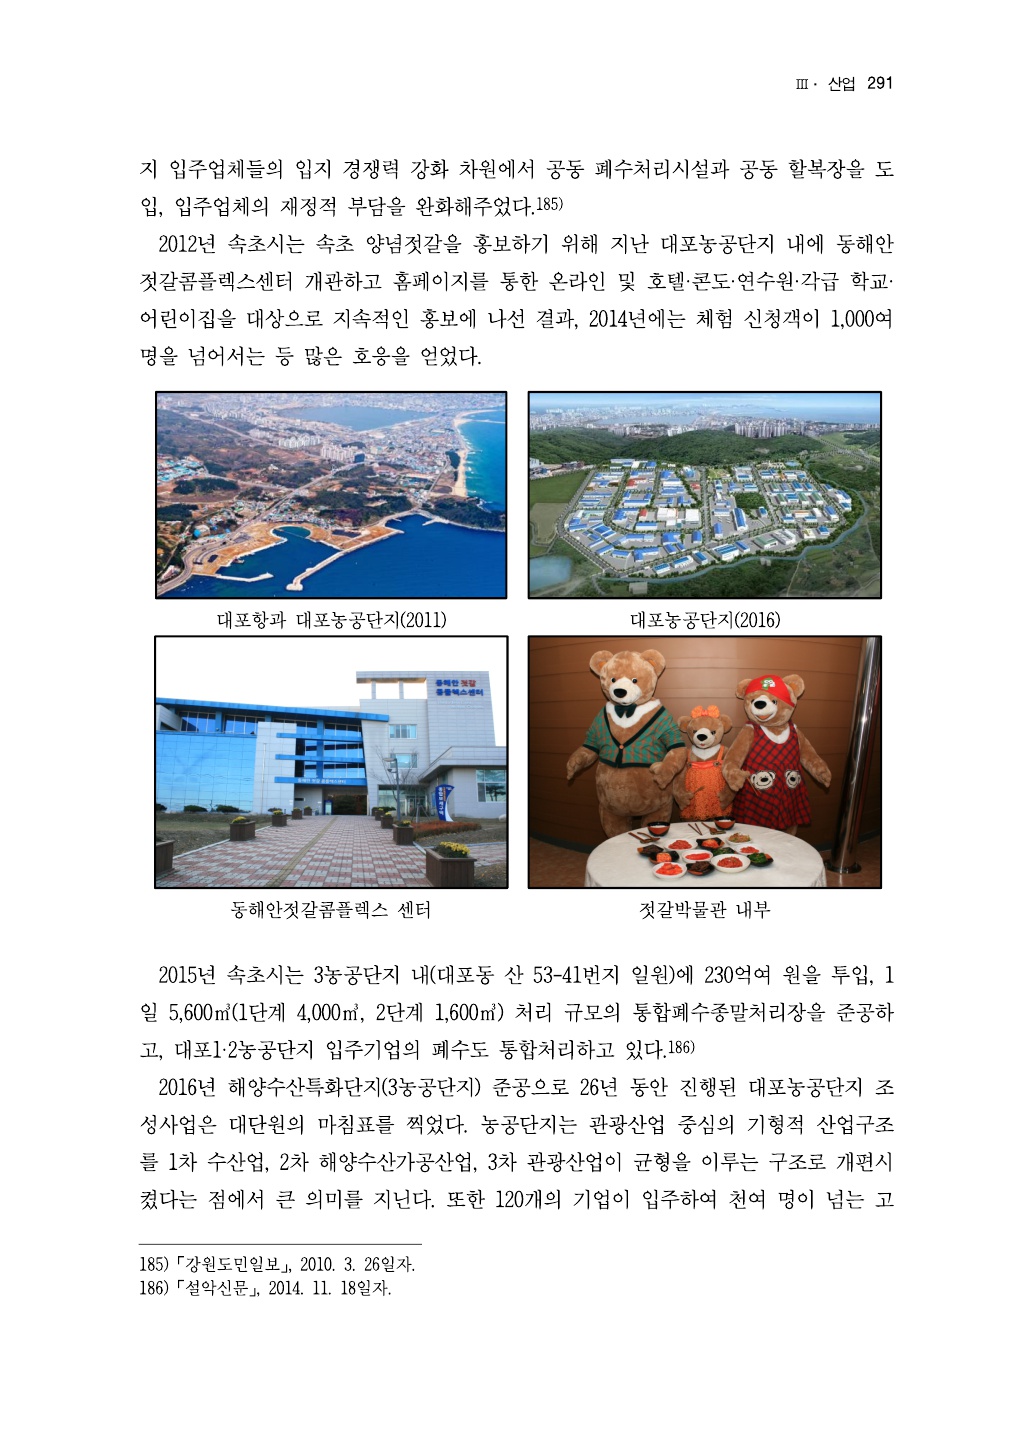 Ⅲ · 산업 291
지 입주업체들의 입지 경쟁력 강화 차원에서 공동 폐수처리시설과 공동 할복장을 도
입, 입주업체의 재정적 부담을 완화해주었다.185)
2012년 속초시는 속초 양념젓갈을 홍보하기 위해 지난 대포농공단지 내에 동해안
젓갈콤플렉스센터 개관하고 홈페이지를 통한 온라인 및 호텔·콘도·연수원·각급 학교·
어린이집을 대상으로 지속적인 홍보에 나선 결과, 2014년에는 체험 신청객이 1,000여
명을 넘어서는 등 많은 호응을 얻었다.
대포항과 대포농공단지(2011)
대포농공단지(2016)
동해안 젓갈
콤플렉스센터
동해안젓갈콤플렉스 센터
젓갈박물관 내부
2015년 속초시는 3농공단지 내(대포동 산 53-41번지 일원)에 230억여 원을 투입, 1
일 5,600㎥(1단계 4,000㎥, 2단계 1,600㎥) 처리 규모의 통합폐수종말처리장을 준공하
고, 대포1·2농공단지 입주기업의 폐수도 통합처리하고 있다.186)
2016년 해양수산특화단지(3농공단지) 준공으로 26년 동안 진행된 대포농공단지 조
성사업은 대단원의 마침표를 찍었다. 농공단지는 관광산업 중심의 기형적 산업구조
를 1차 수산업, 2차 해양수산가공산업, 3차 관광산업이 균형을 이루는 구조로 개편시
켰다는 점에서 큰 의미를 지닌다. 또한 120개의 기업이 입주하여 천여 명이 넘는 고
185)「강원도민일보」, 2010. 3. 26일자.
186)「설악신문」, 2014. 11. 18일자.